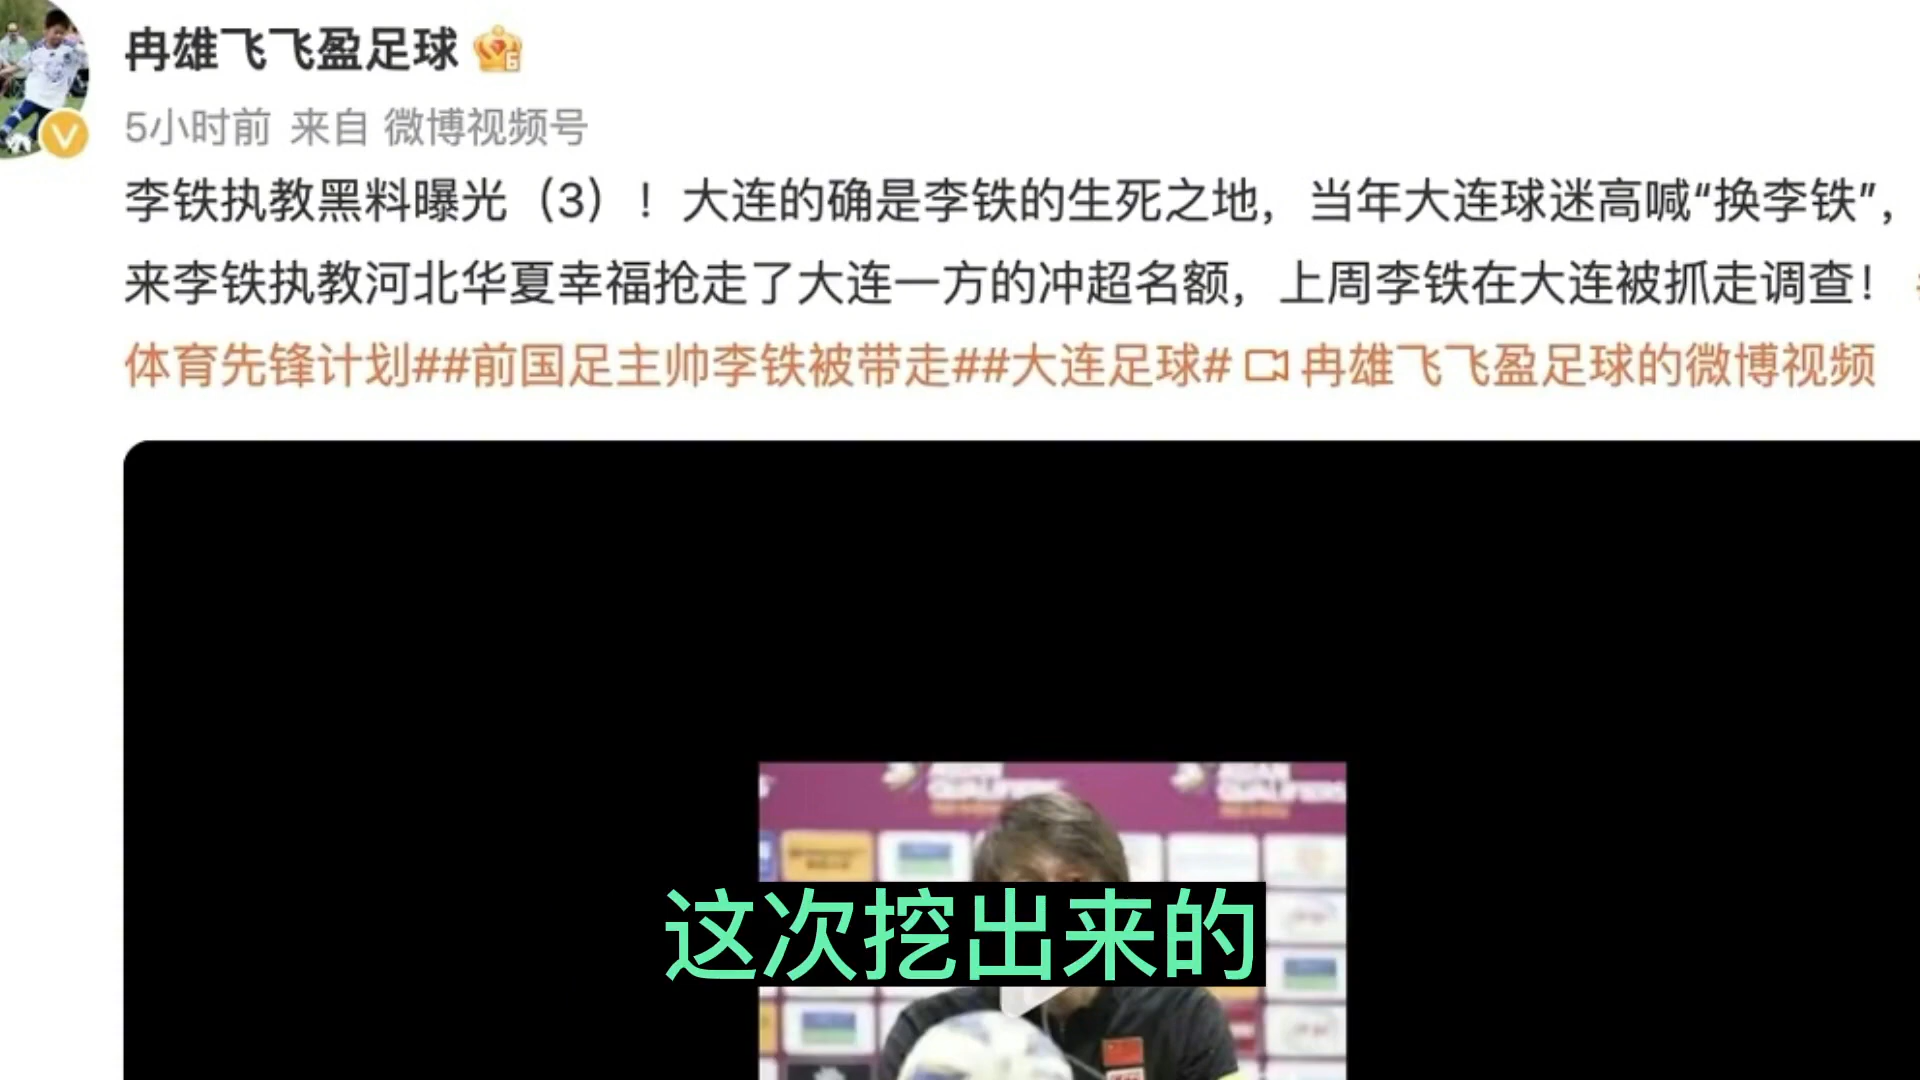 冉雄飞飞盈足球
5小时前 来自 微博视频号
李铁执教黑料曝光（3）！大连的确是李铁的生死之地，当年大连球迷高喊“换李铁”，
来李铁执教河北华夏幸福抢走了大连一方的冲超名额，上周李铁在大连被抓走调查！
体育先锋计划##前国足主帅李铁被带走##大连足球# 冉雄飞飞盈足球的微博视频
ASIAN QUALIFIERS
ASIAN QUALIFIERS
这次挖出来的